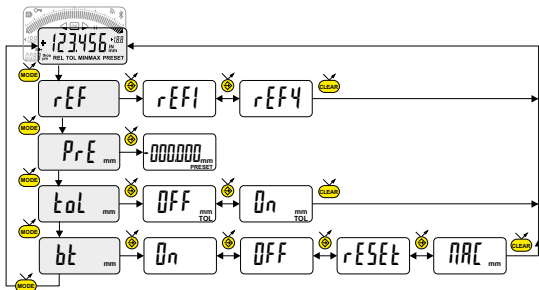 + 123.456 IN mm
REL TOL MINMAX PRESET
MODE
rEF rEF1 rEF4 CLEAR
MODE
PrE mm -000.000 mm PRESET
MODE
toL mm OFF mm TOL On mm TOL CLEAR
MODE
bt mm On OFF rESEt MAC mm CLEAR
MODE